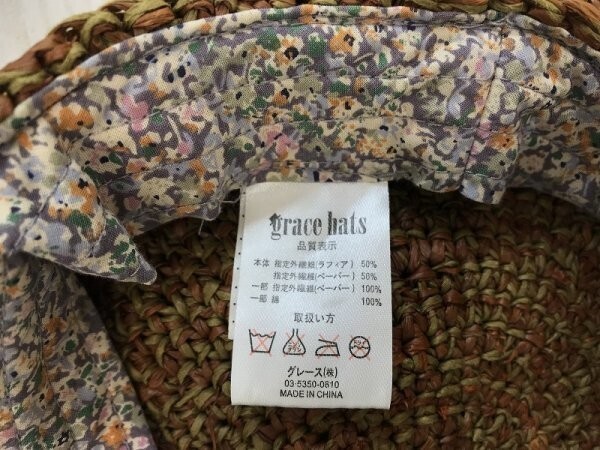 grace hats
品質表示
本体 指定外繊維(ラフィア) 50%
指定外繊維(ペーパー) 50%
一部 指定外繊維(ペーパー) 100%
一部 綿 100%
取扱い方
グレース(株)
03-5350-0810
MADE IN CHINA